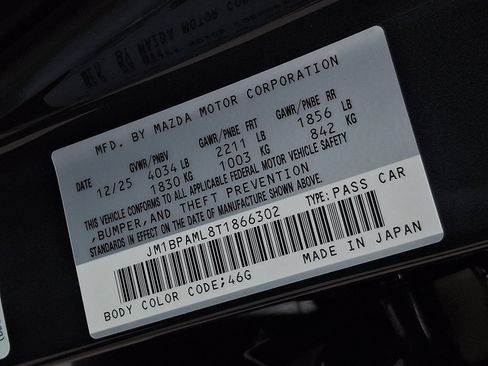 MFD. BY MAZDA MOTOR CORPORATION
DATE GVWR/PNBV GAWR/PNBE FRT GAWR/PNBE RR
12/25 4034 LB 2211 LB 1856 LB
1830 KG 1003 KG 842 KG
THIS VEHICLE CONFORMS TO ALL APPLICABLE FEDERAL MOTOR VEHICLE SAFETY
,BUMPER,AND THEFT PREVENTION
STANDARDS IN EFFECT ON THE DATE OF MANUFACTURE SHOWN ABOVE.
JM1BPAML8T1866302 TYPE: PASS CAR
BODY COLOR CODE;46G MADE IN JAPAN